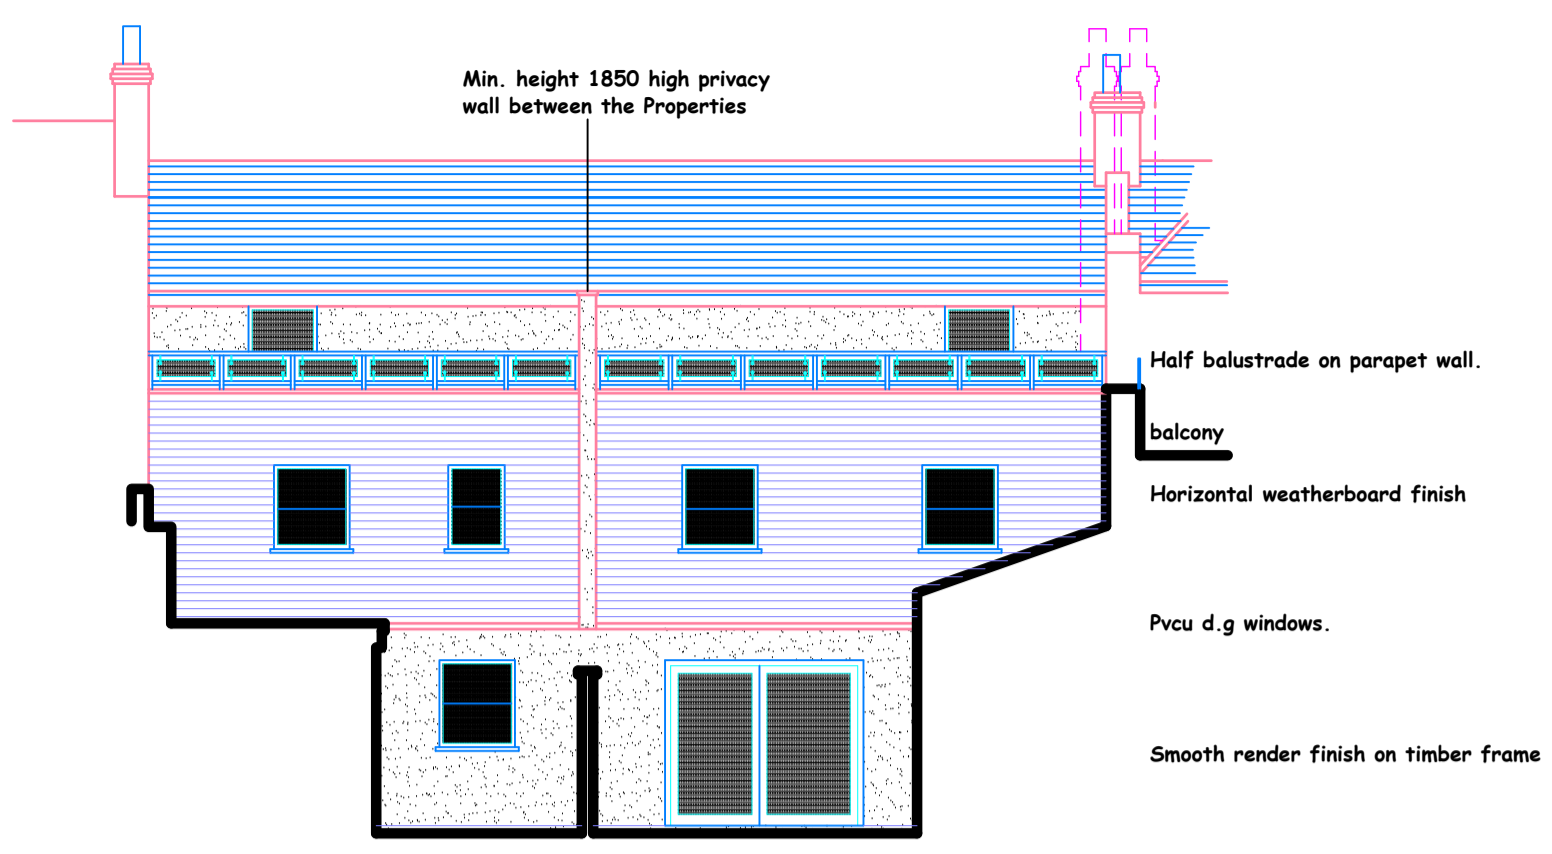 Min. height 1850 high privacy
wall between the Properties
Half balustrade on parapet wall.
balcony
Horizontal weatherboard finish
Pvcu d.g windows.
Smooth render finish on timber frame